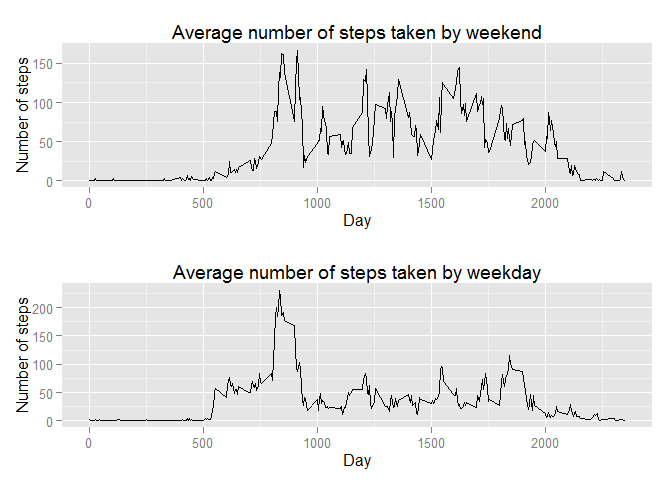 Average number of steps taken by weekend
Number of steps
150
100
50
0
0 500 1000 1500 2000
Day
Average number of steps taken by weekday
Number of steps
200
150
100
50
0
0 500 1000 1500 2000
Day